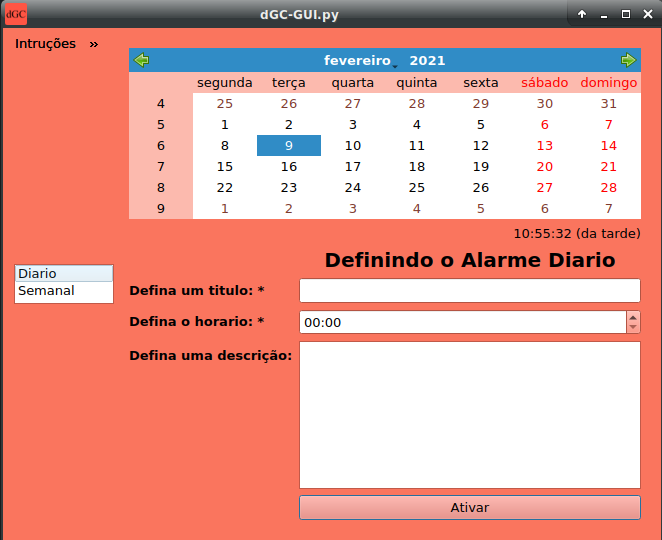 dGC dGC-GUI.py
Intruções »
fevereiro 2021
segunda terça quarta quinta sexta sábado domingo
4 25 26 27 28 29 30 31
5 1 2 3 4 5 6 7
6 8 9 10 11 12 13 14
7 15 16 17 18 19 20 21
8 22 23 24 25 26 27 28
9 1 2 3 4 5 6 7
10:55:32 (da tarde)
Definindo o Alarme Diario
Diario
Semanal
Defina um titulo: *
Defina o horario: * 00:00
Defina uma descrição:
Ativar